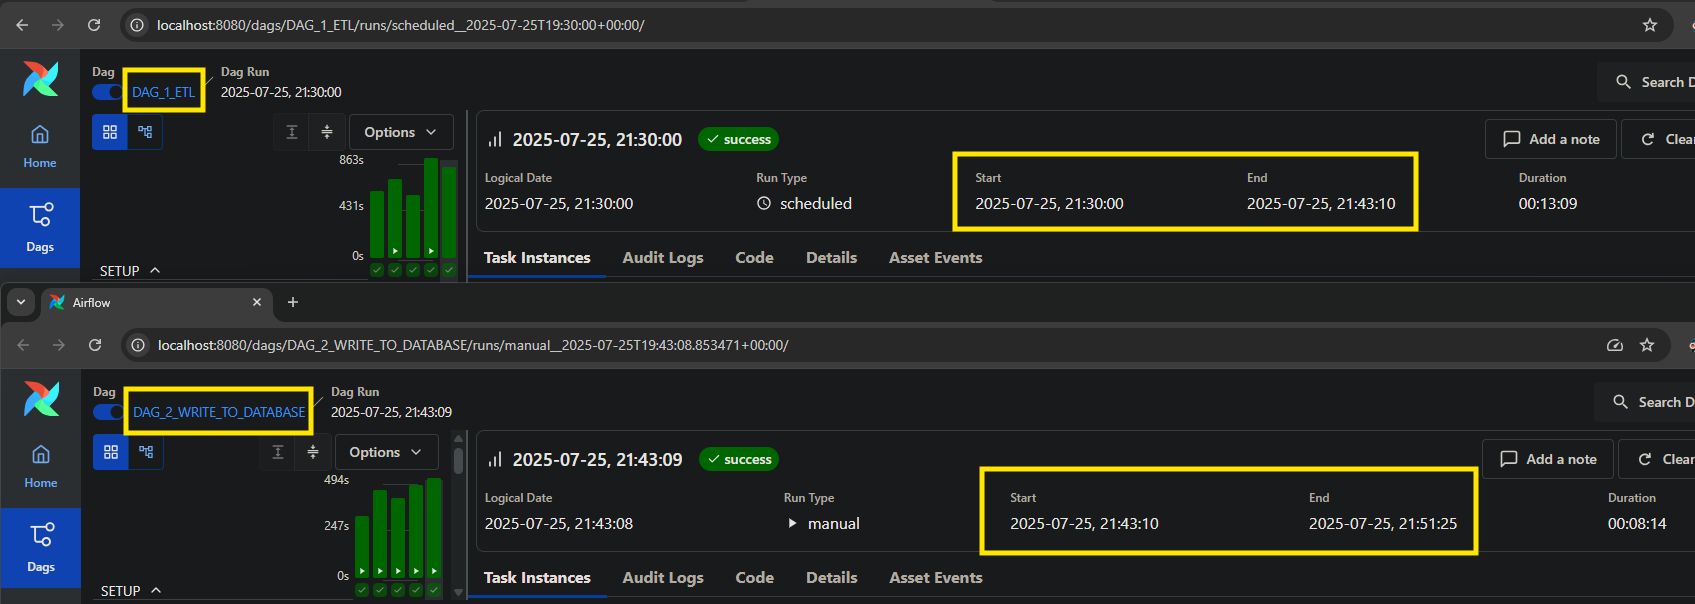 localhost:8080/dags/DAG_1_ETL/runs/scheduled__2025-07-25T19:30:00+00:00/
Dag
Dag Run
DAG_1_ETL
2025-07-25, 21:30:00
Search D
Options
2025-07-25, 21:30:00
success
Add a note
Clear
Home
863s
431s
0s
Logical Date
Run Type
Start
End
Duration
2025-07-25, 21:30:00
scheduled
2025-07-25, 21:30:00
2025-07-25, 21:43:10
00:13:09
Dags
SETUP
Task Instances
Audit Logs
Code
Details
Asset Events
Airflow
localhost:8080/dags/DAG_2_WRITE_TO_DATABASE/runs/manual__2025-07-25T19:43:08.853471+00:00/
Dag
Dag Run
DAG_2_WRITE_TO_DATABASE
2025-07-25, 21:43:09
Search D
Options
2025-07-25, 21:43:09
success
Add a note
Clear
Home
494s
247s
0s
Logical Date
Run Type
Start
End
Duration
2025-07-25, 21:43:08
manual
2025-07-25, 21:43:10
2025-07-25, 21:51:25
00:08:14
Dags
SETUP
Task Instances
Audit Logs
Code
Details
Asset Events